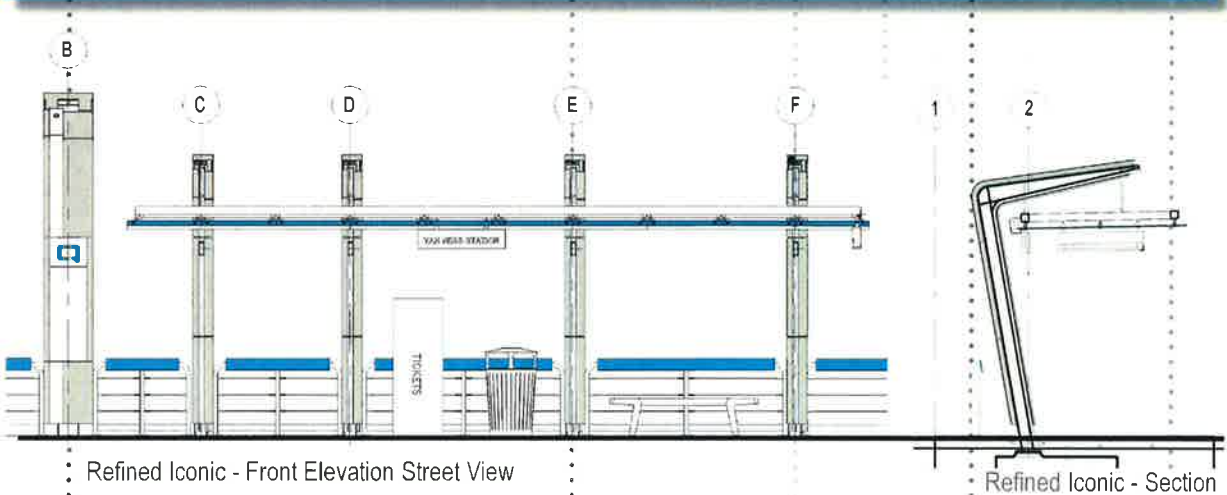 B
C
D
E
F
1
2
VAN NESS STATION
TICKETS
Refined Iconic - Front Elevation Street View
Refined Iconic - Section